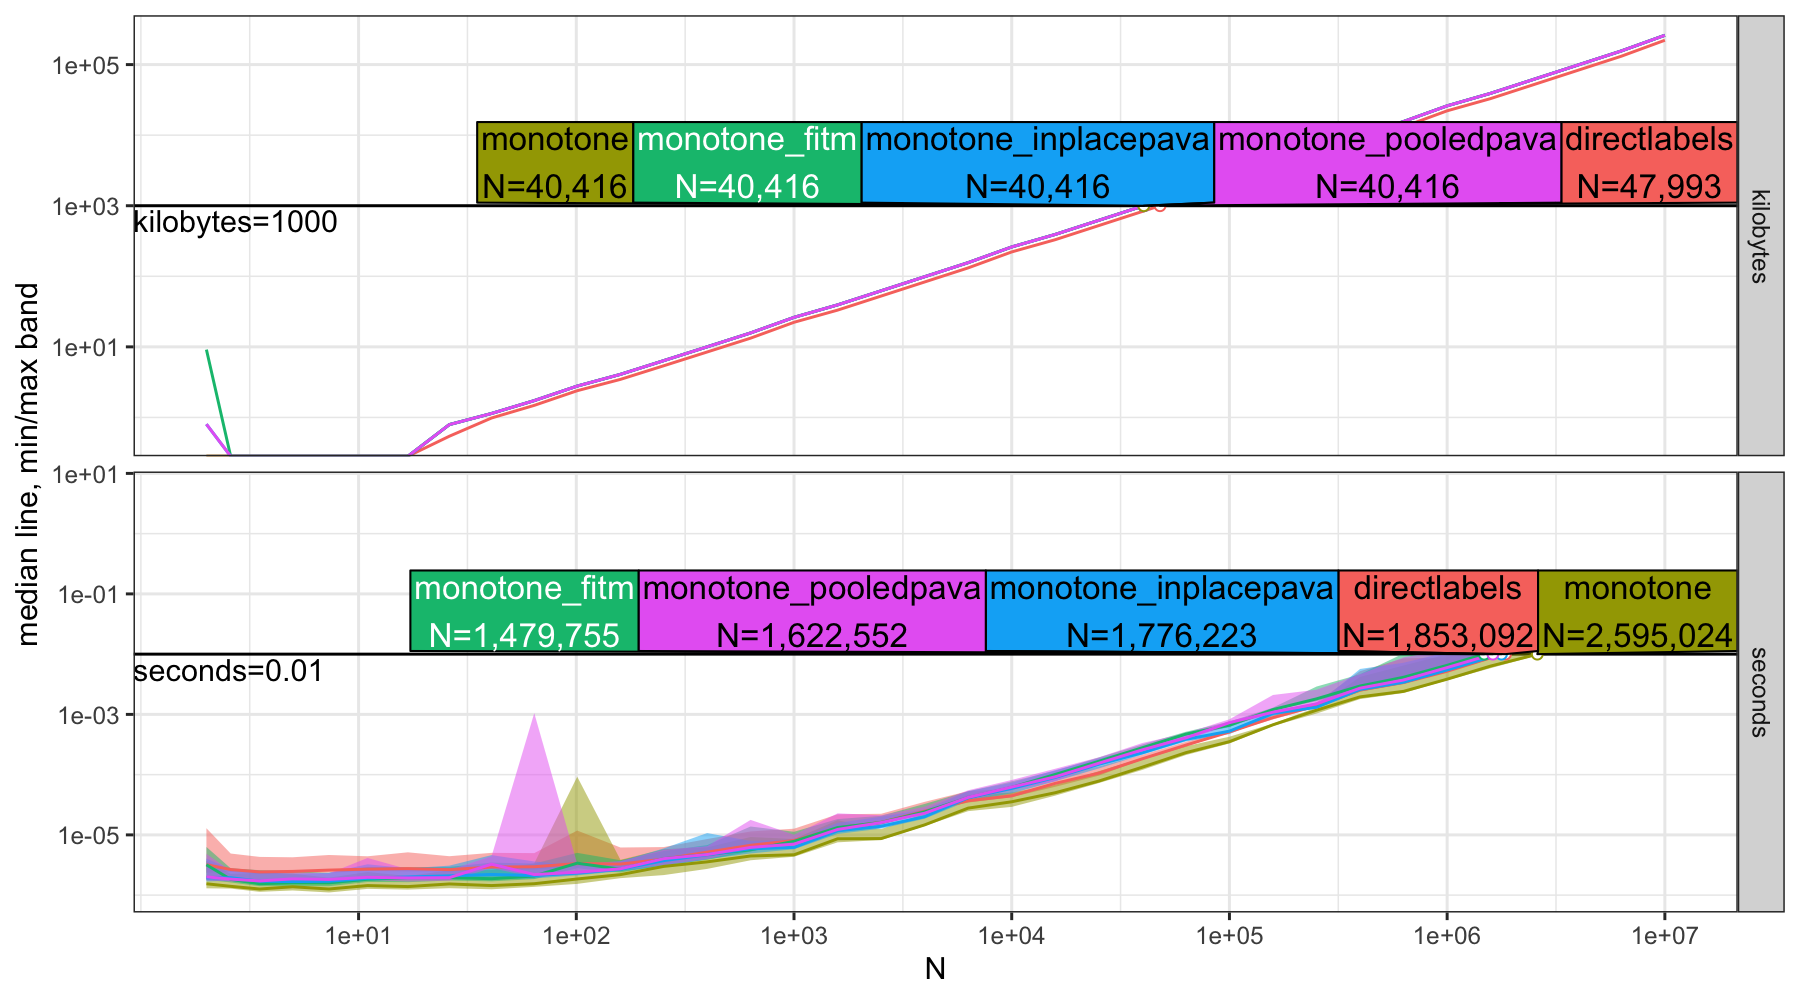 1e+05
monotone monotone_fitm monotone_inplacepava monotone_pooledpava directlabels
N=40,416 N=40,416 N=40,416 N=40,416 N=47,993
1e+03
kilobytes=1000
kilobytes
1e+01
median line, min/max band
1e+01
monotone_fitm monotone_pooledpava monotone_inplacepava directlabels monotone
1e-01
N=1,479,755 N=1,622,552 N=1,776,223 N=1,853,092 N=2,595,024
seconds=0.01
seconds
1e-03
1e-05
1e+01 1e+02 1e+03 1e+04 1e+05 1e+06 1e+07
N